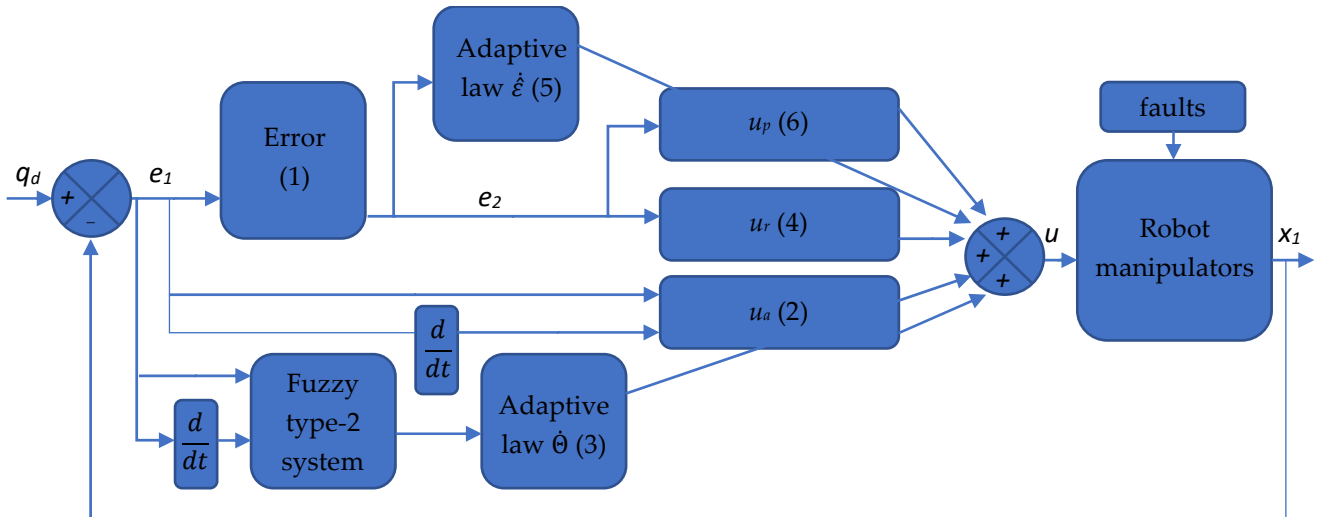 Adaptive
law ε̂̇ (5)
u_p (6)
faults
Error
(1)
q_d
+
−
e_1
e_2
u_r (4)
+
+
+
u
Robot
manipulators
x_1
u_a (2)
d
dt
Fuzzy
type-2
system
d
dt
Adaptive
law Θ̇ (3)